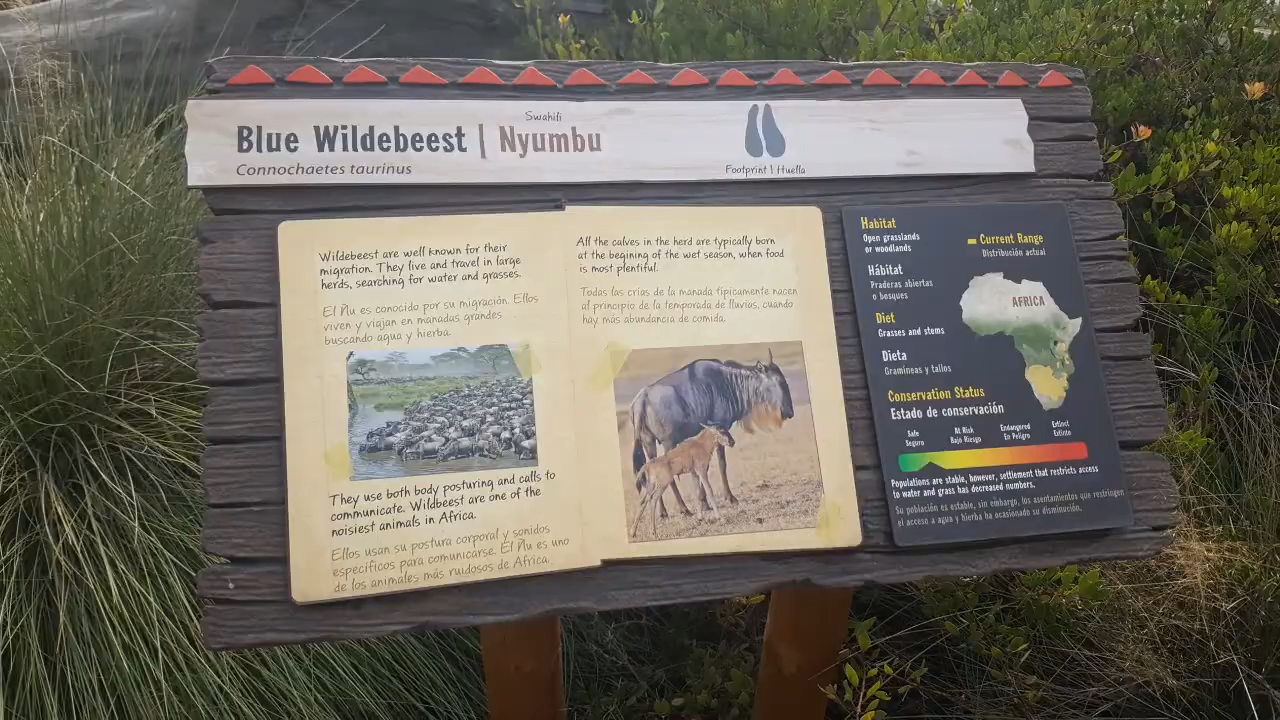 Swahili
Blue Wildebeest | Nyumbu
Connochaetes taurinus
Footprint | Huella
Wildebeest are well known for their
migration. They live and travel in large
herds, searching for water and grasses.
El Ñu es conocido por su migración. Ellos
viven y viajan en manadas grandes
buscando agua y hierba.
They use both body posturing and calls to
communicate. Wildbeest are one of the
noisiest animals in Africa.
Ellos usan su postura corporal y sonidos
específicos para comunicarse. El Ñu es uno
de los animales más ruidosos de Africa.
All the calves in the herd are typically born
at the begining of the wet season, when food
is most plentiful.
Todas las crias de la manada típicamente nacen
al principio de la temporada de lluvias, cuando
hay más abundancia de comida.
Habitat
Open grasslands
or woodlands
Hábitat
Praderas abiertas
o bosques
Diet
Grasses and stems
Dieta
Gramíneas y tallos
Current Range
Distribución actual
AFRICA
Conservation Status
Estado de conservación
Safe
Seguro
At Risk
Bajo Riesgo
Endangered
En Peligro
Extinct
Extinto
Populations are stable, however, settlement that restricts access
to water and grass has decreased numbers.
Su población es estable, sin embargo, los asentamientos que restringen
el acceso a agua y hierba ha ocasionado su disminución.